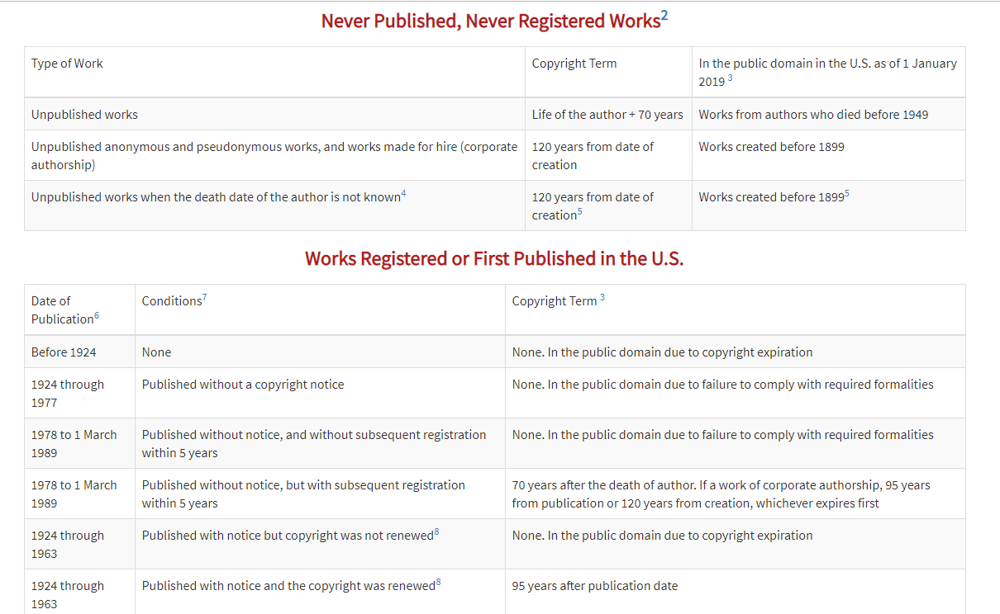 Never Published, Never Registered Works2
Type of Work
Copyright Term
In the public domain in the U.S. as of 1 January
2019 3
Unpublished works
Life of the author + 70 years
Works from authors who died before 1949
Unpublished anonymous and pseudonymous works, and works made for hire (corporate
authorship)
120 years from date of
creation
Works created before 1899
Unpublished works when the death date of the author is not known4
120 years from date of
creation5
Works created before 18995
Works Registered or First Published in the U.S.
Date of
Publication6
Conditions7
Copyright Term 3
Before 1924
None
None. In the public domain due to copyright expiration
1924 through
1977
Published without a copyright notice
None. In the public domain due to failure to comply with required formalities
1978 to 1 March
1989
Published without notice, and without subsequent registration
within 5 years
None. In the public domain due to failure to comply with required formalities
1978 to 1 March
1989
Published without notice, but with subsequent registration
within 5 years
70 years after the death of author. If a work of corporate authorship, 95 years
from publication or 120 years from creation, whichever expires first
1924 through
1963
Published with notice but copyright was not renewed8
None. In the public domain due to copyright expiration
1924 through
1963
Published with notice and the copyright was renewed8
95 years after publication date